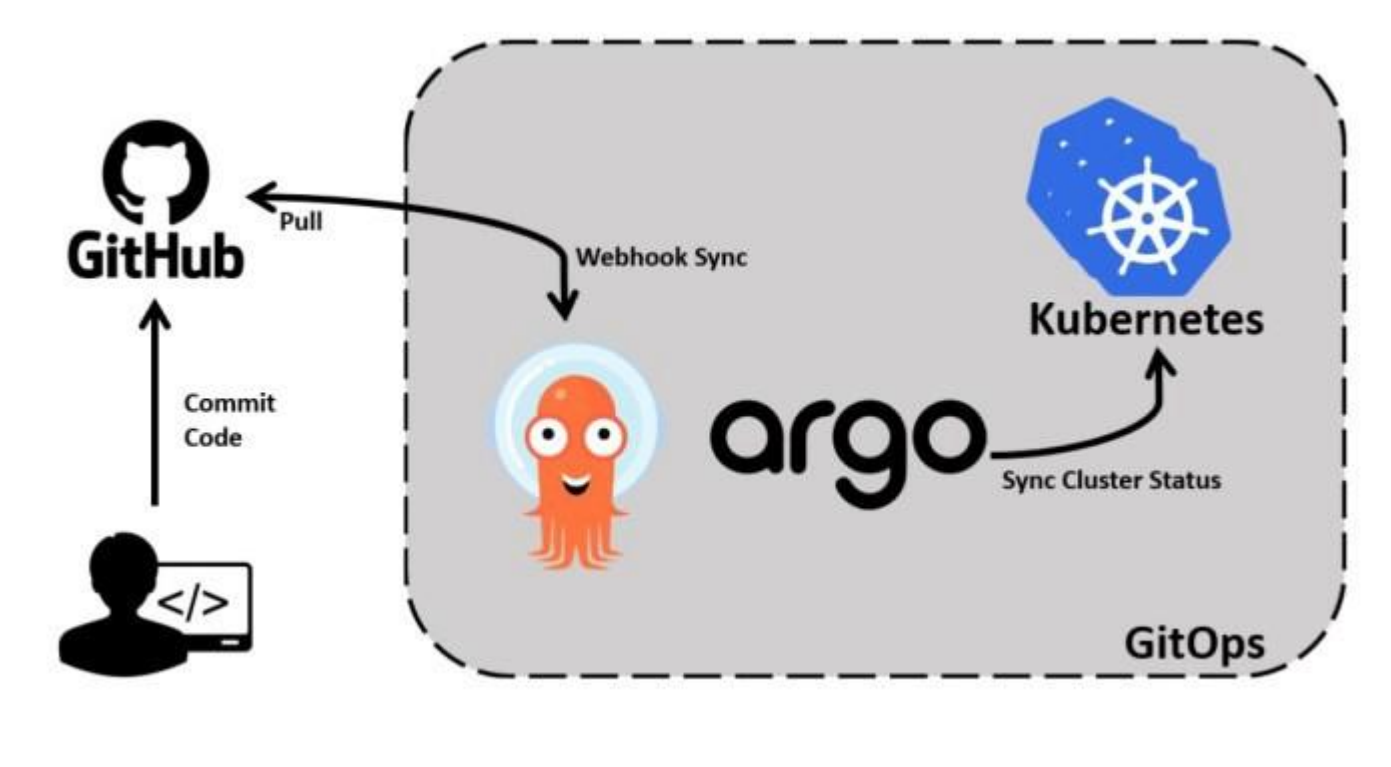 GitHub
Pull
Webhook Sync
Kubernetes
Commit
Code
argo
Sync Cluster Status
</>
GitOps